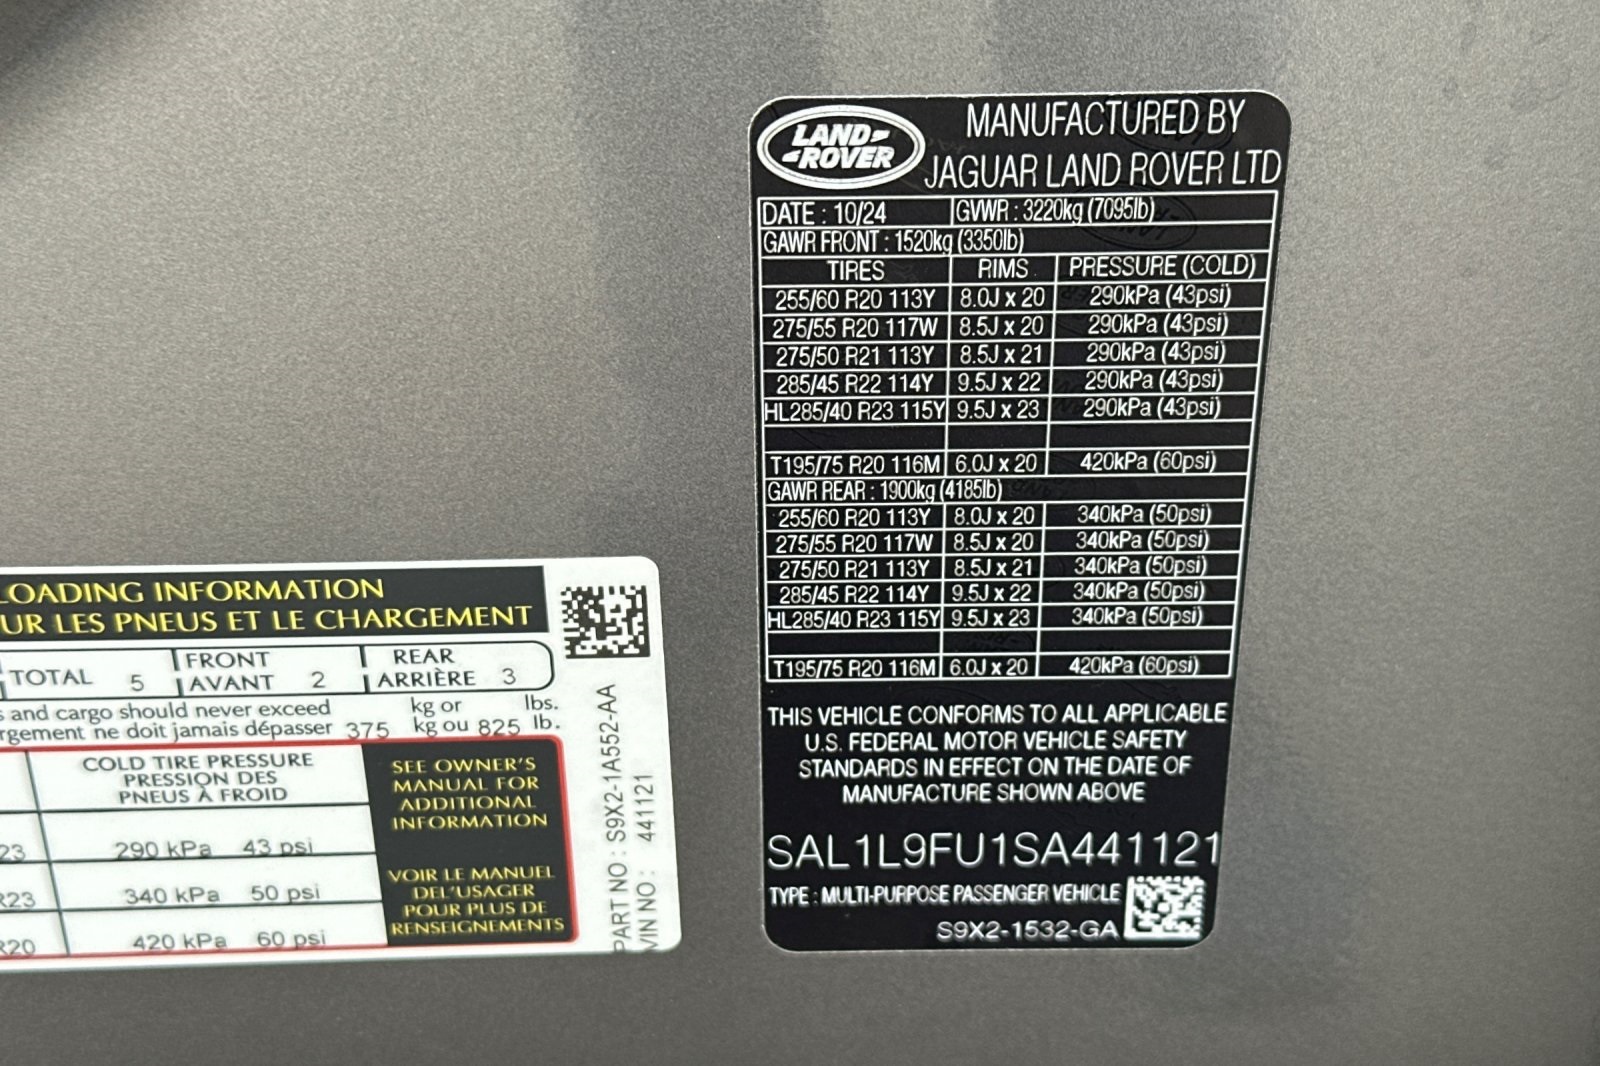 LOADING INFORMATION
UR LES PNEUS ET LE CHARGEMENT
TOTAL 5 FRONT AVANT 2 REAR ARRIÈRE 3
and cargo should never exceed kg or lbs.
ne doit jamais dépasser 375 kg ou 825 lb.
COLD TIRE PRESSURE
PRESSION DES
PNEUS À FROID
23 290 kPa 43 psi
R23 340 kPa 50 psi
R20 420 kPa 60 psi
SEE OWNER'S
MANUAL FOR
ADDITIONAL
INFORMATION
VOIR LE MANUEL
DEL'USAGER
POUR PLUS DE
RENSEIGNEMENTS
PART NO : S9X2-1A552-AA
VIN NO : 441121
LAND
ROVER
MANUFACTURED BY
JAGUAR LAND ROVER LTD
DATE : 10/24 GVWR : 3220kg (7095lb)
GAWR FRONT : 1520kg (3350lb)
TIRES RIMS PRESSURE (COLD)
255/60 R20 113Y 8.0J x 20 290kPa (43psi)
275/55 R20 117W 8.5J x 20 290kPa (43psi)
275/50 R21 113Y 8.5J x 21 290kPa (43psi)
285/45 R22 114Y 9.5J x 22 290kPa (43psi)
HL285/40 R23 115Y 9.5J x 23 290kPa (43psi)
T195/75 R20 116M 6.0J x 20 420kPa (60psi)
GAWR REAR : 1900kg (4185lb)
255/60 R20 113Y 8.0J x 20 340kPa (50psi)
275/55 R20 117W 8.5J x 20 340kPa (50psi)
275/50 R21 113Y 8.5J x 21 340kPa (50psi)
285/45 R22 114Y 9.5J x 22 340kPa (50psi)
HL285/40 R23 115Y 9.5J x 23 340kPa (50psi)
T195/75 R20 116M 6.0J x 20 420kPa (60psi)
THIS VEHICLE CONFORMS TO ALL APPLICABLE
U.S. FEDERAL MOTOR VEHICLE SAFETY
STANDARDS IN EFFECT ON THE DATE OF
MANUFACTURE SHOWN ABOVE
SAL1L9FU1SA441121
TYPE : MULTI-PURPOSE PASSENGER VEHICLE
S9X2-1532-GA